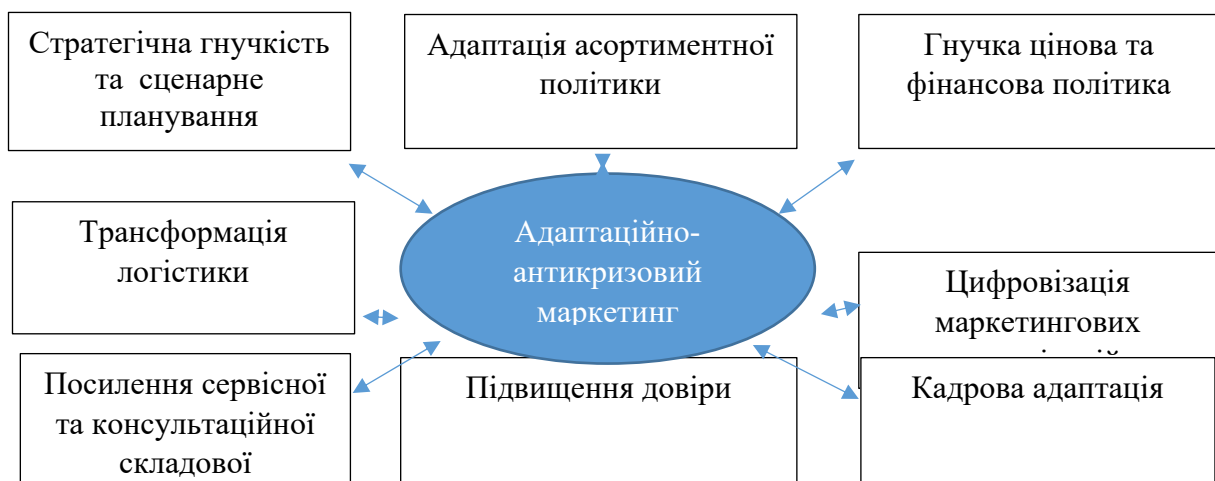 Стратегічна гнучкість
та сценарне
планування
Адаптація асортиментної
політики
Гнучка цінова та
фінансова політика
Трансформація
логістики
Адаптаційно-
антикризовий
маркетинг
Цифровізація
маркетингових
Посилення сервісної
та консультаційної
складової
Підвищення довіри
Кадрова адаптація